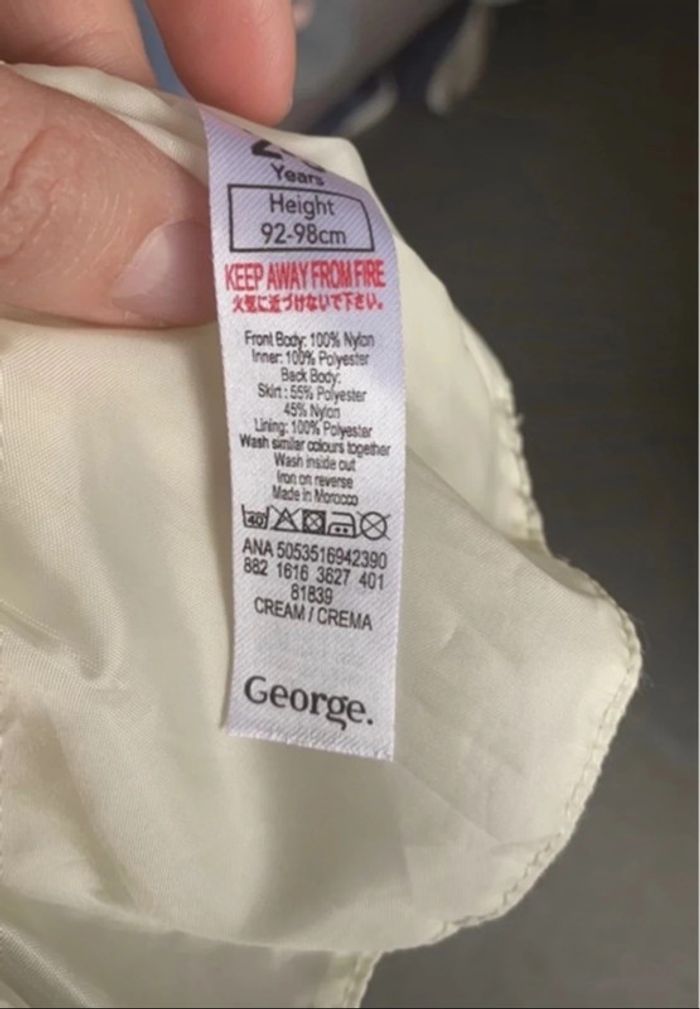 Years
Height
92-98cm
KEEP AWAY FROM FIRE
火気に近づけないで下さい。
Front Body: 100% Nylon
Inner: 100% Polyester
Back Body:
Skirt : 55% Polyester
45% Nylon
Lining: 100% Polyester
Wash similar colours together
Wash inside out
Iron on reverse
Made in Morocco
40
ANA 5053516942390
882 1616 3627 401
81839
CREAM / CREMA
George.